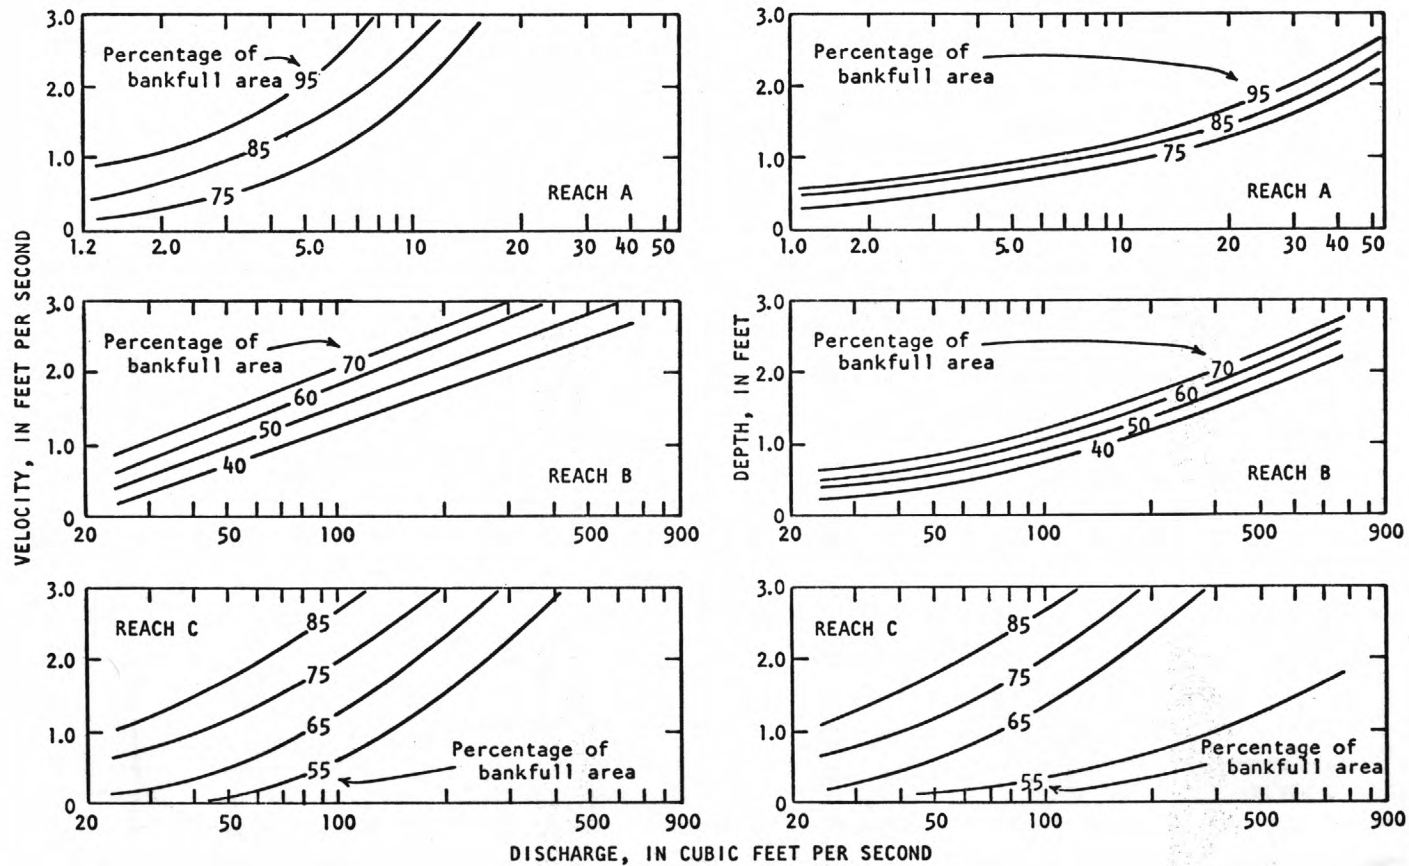 VELOCITY, IN FEET PER SECOND
3.0
2.0
1.0
0
Percentage of
bankfull area
95
85
75
REACH A
1.2 2.0 5.0 10 20 30 40 50
3.0
2.0
1.0
0
Percentage of
bankfull area
70
60
50
40
REACH B
20 50 100 500 900
3.0
2.0
1.0
0
REACH C
85
75
65
55
Percentage of
bankfull area
20 50 100 500 900
DEPTH, IN FEET
3.0
2.0
1.0
0
Percentage of
bankfull area
95
85
75
REACH A
1.0 2.0 5.0 10 20 30 40 50
3.0
2.0
1.0
0
Percentage of
bankfull area
70
60
50
40
REACH B
20 50 100 500 900
3.0
2.0
1.0
0
REACH C
85
75
65
55
Percentage of
bankfull area
20 50 100 500 900
DISCHARGE, IN CUBIC FEET PER SECOND